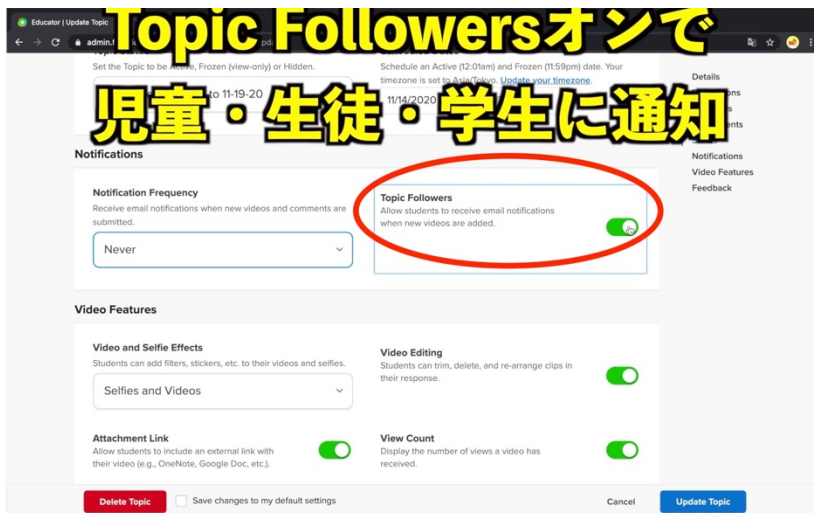 Educator | Update Topic
Topic Followersオンで
児童・生徒・学生に通知
Set the Topic to be Active, Frozen (view-only) or Hidden.
Schedule an Active (12:01am) and Frozen (11:59pm) date. Your
timezone is set to Asia/Tokyo. Update your timezone.
to 11-19-20
11/14/2020
Details
Notifications
Video Features
Feedback
Notifications
Notification Frequency
Receive email notifications when new videos and comments are
submitted.
Never
Topic Followers
Allow students to receive email notifications
when new videos are added.
Video Features
Video and Selfie Effects
Students can add filters, stickers, etc. to their videos and selfies.
Selfies and Videos
Video Editing
Students can trim, delete, and re-arrange clips in
their response.
Attachment Link
Allow students to include an external link with
their video (e.g., OneNote, Google Doc, etc.).
View Count
Display the number of views a video has
received.
Delete Topic
Save changes to my default settings
Cancel
Update Topic